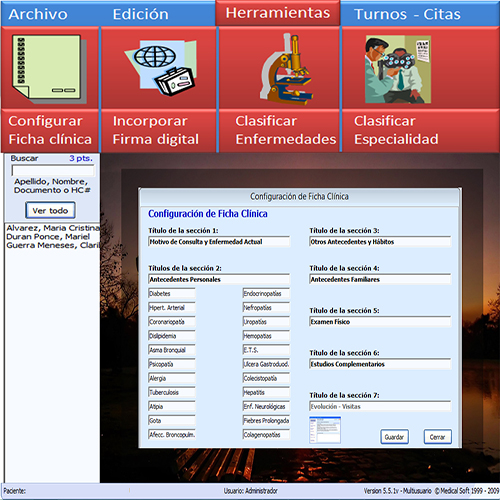 Archivo
Edición
Herramientas
Turnos - Citas
Configurar
Ficha clínica
Incorporar
Firma digital
Clasificar
Enfermedades
Clasificar
Especialidad
Buscar 3 pts.
Apellido, Nombre,
Documento o HC#
Ver todo
Alvarez, Maria Cristina
Duran Ponce, Mariel
Guerra Meneses, Claril
Configuración de Ficha Clínica
Configuración de Ficha Clínica
Título de la sección 1:
Motivo de Consulta y Enfermedad Actual
Títulos de la sección 2:
Antecedentes Personales
Diabetes
Hpert. Arterial
Coronariopatía
Dislipidemia
Asma Bronquial
Psicopatía
Alergia
Tuberculosis
Atipia
Gota
Afecc. Broncopulm.
Endocrinopatías
Nefropatías
Uropatías
Hemopatías
E.T.S.
Ulcera Gastroduod.
Colecistopatía
Hepatitis
Enf. Neurológicas
Fiebres Prolongada
Colagenopatías
Título de la sección 3:
Otros Antecedentes y Hábitos
Título de la sección 4:
Antecedentes Familiares
Título de la sección 5:
Examen Físico
Título de la sección 6:
Estudios Complementarios
Título de la sección 7:
Evolución - Visitas
Guardar
Cerrar
Paciente:
Usuario: Administrador
Version 5.5.1v - Multiusuario © Medical Soft 1999 - 2009